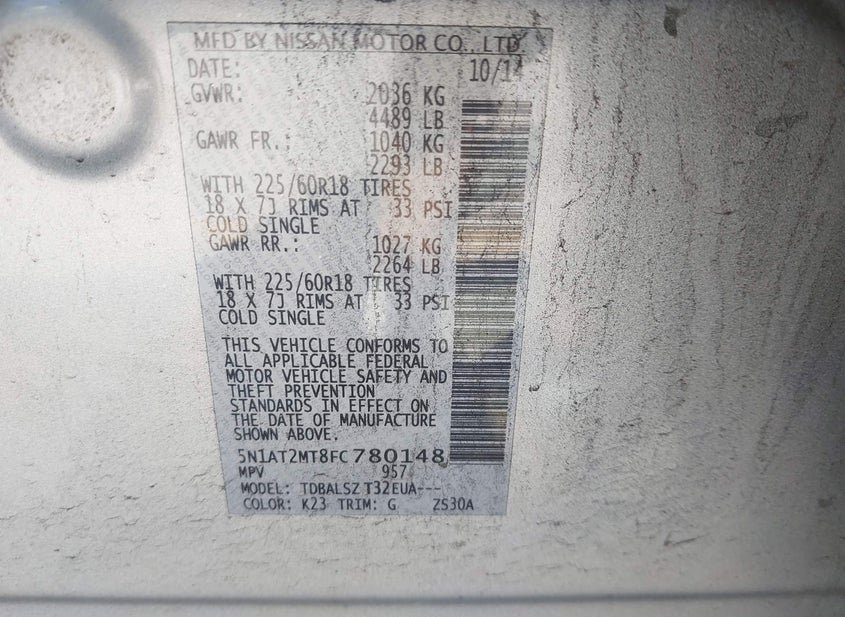 MFD BY NISSAN MOTOR CO., LTD.
DATE: 10/14
GVWR: 2036 KG
4489 LB
GAWR FR.: 1040 KG
2293 LB
WITH 225/60R18 TIRES
18 X 7J RIMS AT 33 PSI
COLD SINGLE
GAWR RR.: 1027 KG
2264 LB
WITH 225/60R18 TIRES
18 X 7J RIMS AT 33 PSI
COLD SINGLE
THIS VEHICLE CONFORMS TO
ALL APPLICABLE FEDERAL
MOTOR VEHICLE SAFETY AND
THEFT PREVENTION
STANDARDS IN EFFECT ON
THE DATE OF MANUFACTURE
SHOWN ABOVE.
5N1AT2MT8FC780148
MPV 957
MODEL: TDBALSZ T32EUA---
COLOR: K23 TRIM: G ZS30A